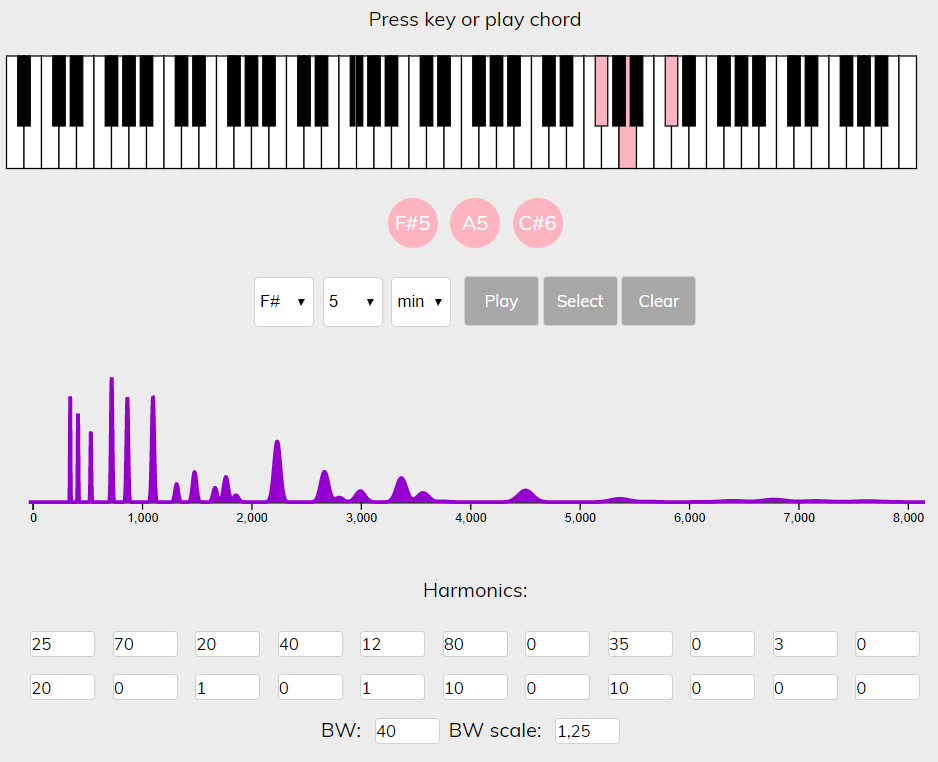 Press key or play chord
F#5 A5 C#6
F# 5 min Play Select Clear
0 1,000 2,000 3,000 4,000 5,000 6,000 7,000 8,000
Harmonics:
25 70 20 40 12 80 0 35 0 3 0
20 0 1 0 1 10 0 10 0 0 0
BW: 40 BW scale: 1,25